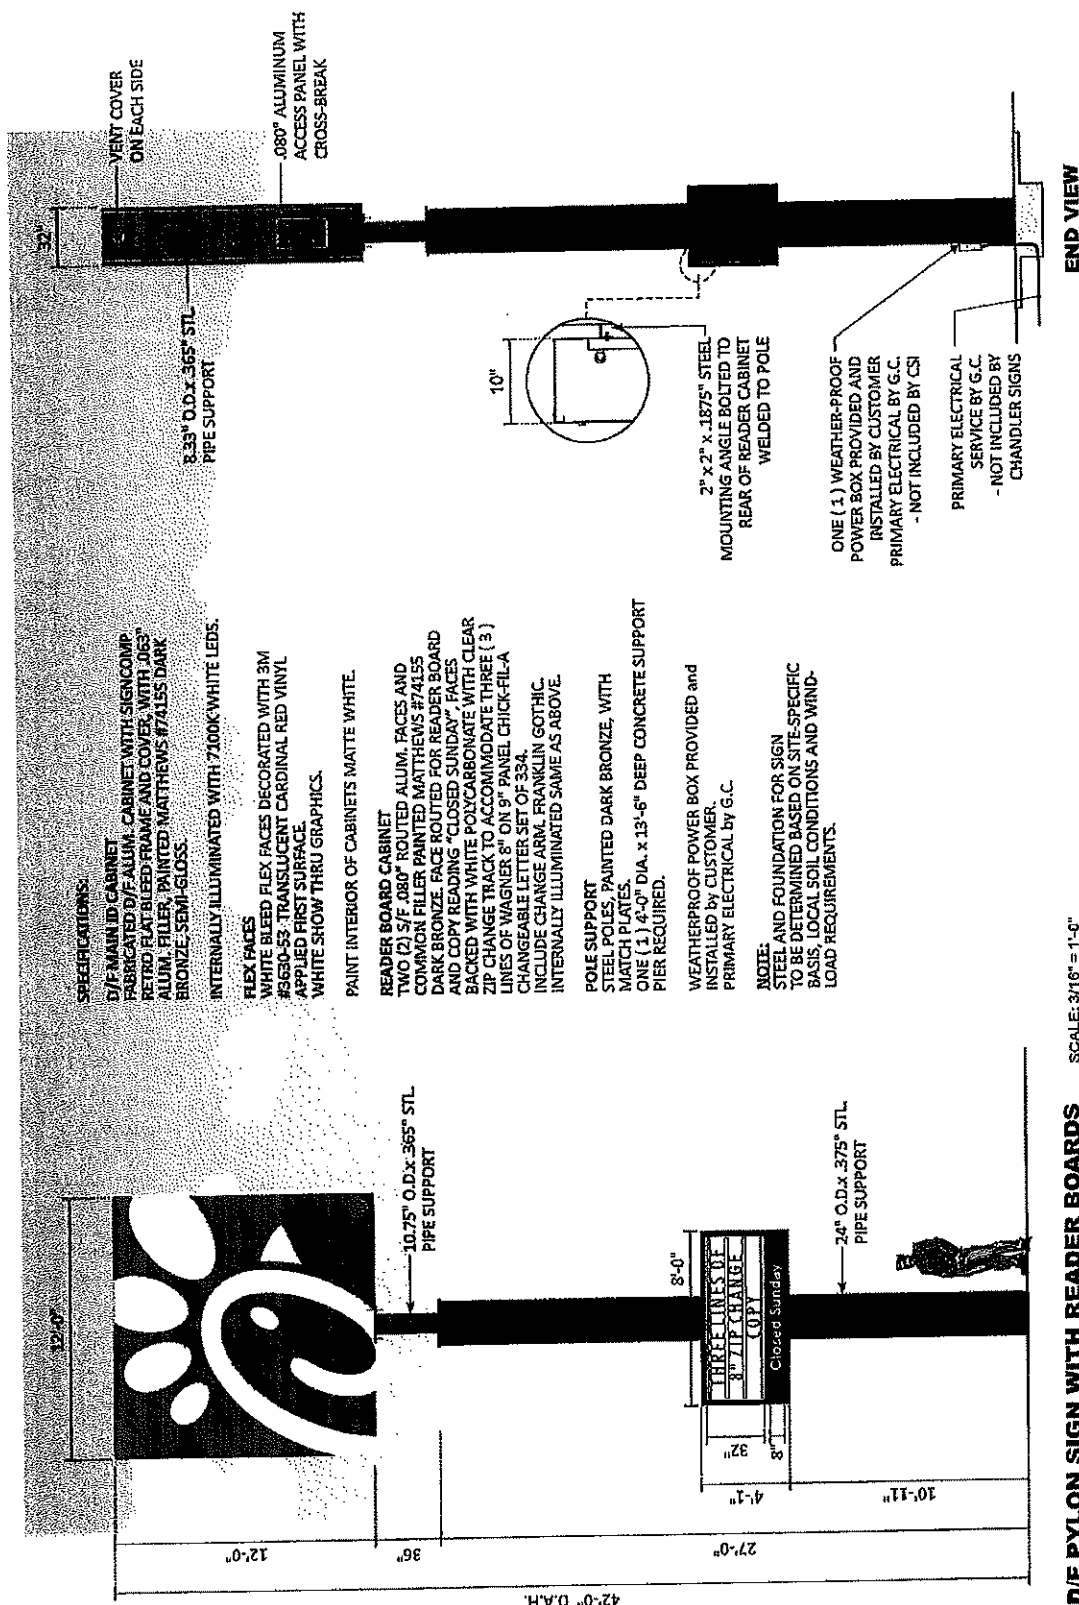 12'-0"
42'-0" O.A.H.
12'-0"
36"
27'-0"
4'-1"
10'-11"
32"
8"
8'-0"
THREE LINES OF
8" ZIP CHANGE
COPY
Closed Sunday
10.75" O.D.x .365" STL.
PIPE SUPPORT
24" O.D.x .375" STL.
PIPE SUPPORT
D/F PYLON SIGN WITH READER BOARDS
SCALE: 3/16" = 1'-0"
SPECIFICATIONS:
D/F MAIN ID CABINET
FABRICATED D/F ALUM. CABINET WITH SIGNCOMP
RETRO FLAT BLEED FRAME AND COVER, WITH .063"
ALUM. FILLER, PAINTED MATTHEWS #74155 DARK
BRONZE, SEMI-GLOSS.
INTERNALLY ILLUMINATED WITH 7100K WHITE LEDS.
FLEX FACES
WHITE BLEED FLEX FACES DECORATED WITH 3M
#3630-53 TRANSLUCENT CARDINAL RED VINYL
APPLIED FIRST SURFACE.
WHITE SHOW THRU GRAPHICS.
PAINT INTERIOR OF CABINETS MATTE WHITE.
READER BOARD CABINET
TWO (2) S/F .080" ROUTED ALUM. FACES AND
COMMON FILLER PAINTED MATTHEWS #74155
DARK BRONZE. FACE ROUTED FOR READER BOARD
AND COPY READING "CLOSED SUNDAY", FACES
BACKED WITH WHITE POLYCARBONATE WITH CLEAR
ZIP CHANGE TRACK TO ACCOMMODATE THREE ( 3 )
LINES OF WAGNER 8" ON 9" PANEL CHICK-FIL-A
CHANGEABLE LETTER SET OF 334.
INCLUDE CHANGE ARM. FRANKLIN GOTHIC.
INTERNALLY ILLUMINATED SAME AS ABOVE.
POLE SUPPORT
STEEL POLES, PAINTED DARK BRONZE, WITH
MATCH PLATES.
ONE ( 1 ) 4'-0" DIA. x 13'-6" DEEP CONCRETE SUPPORT
PIER REQUIRED.
WEATHERPROOF POWER BOX PROVIDED and
INSTALLED by CUSTOMER.
PRIMARY ELECTRICAL by G.C.
NOTE:
STEEL AND FOUNDATION FOR SIGN
TO BE DETERMINED BASED ON SITE-SPECIFIC
BASIS, LOCAL SOIL CONDITIONS AND WIND-
LOAD REQUIREMENTS.
32"
VENT COVER
ON EACH SIDE
.080" ALUMINUM
ACCESS PANEL WITH
CROSS-BREAK
8.33" O.D.x .365" STL.
PIPE SUPPORT
10"
2" x 2" x .1875" STEEL
MOUNTING ANGLE BOLTED TO
REAR OF READER CABINET
WELDED TO POLE
ONE ( 1 ) WEATHER-PROOF
POWER BOX PROVIDED AND
INSTALLED BY CUSTOMER
PRIMARY ELECTRICAL BY G.C.
- NOT INCLUDED BY CSI
PRIMARY ELECTRICAL
SERVICE BY G.C.
- NOT INCLUDED BY
CHANDLER SIGNS
END VIEW